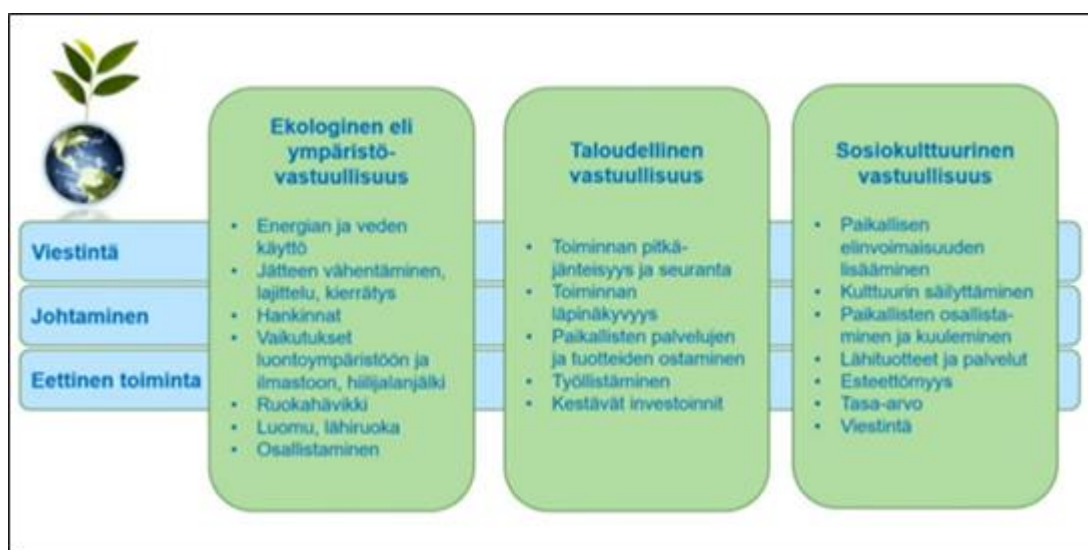 Viestintä
Johtaminen
Eettinen toiminta
Ekologinen eli
ympäristö-
vastuullisuus
• Energian ja veden
käyttö
• Jätteen vähentäminen,
lajittelu, kierrätys
• Hankinnat
• Vaikutukset
luontoympäristöön ja
ilmastoon, hiilijalanjälki
• Ruokahävikki
• Luomu, lähiruoka
• Osallistaminen
Taloudellinen
vastuullisuus
• Toiminnan pitkä-
jänteisyys ja seuranta
• Toiminnan
läpinäkyvyys
• Paikallisten palvelujen
ja tuotteiden ostaminen
• Työllistäminen
• Kestävät investoinnit
Sosiokulttuurinen
vastuullisuus
• Paikallisen
elinvoimaisuuden
lisääminen
• Kulttuurin säilyttäminen
• Paikallisten osallista-
minen ja kuuleminen
• Lähituotteet ja palvelut
• Esteettömyys
• Tasa-arvo
• Viestintä